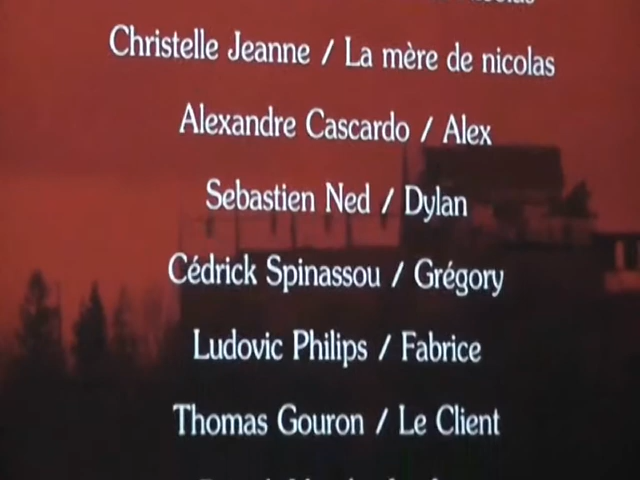 Christelle Jeanne / La mère de nicolas
Alexandre Cascardo / Alex
Sebastien Ned / Dylan
Cédrick Spinassou / Grégory
Ludovic Philips / Fabrice
Thomas Gouron / Le Client